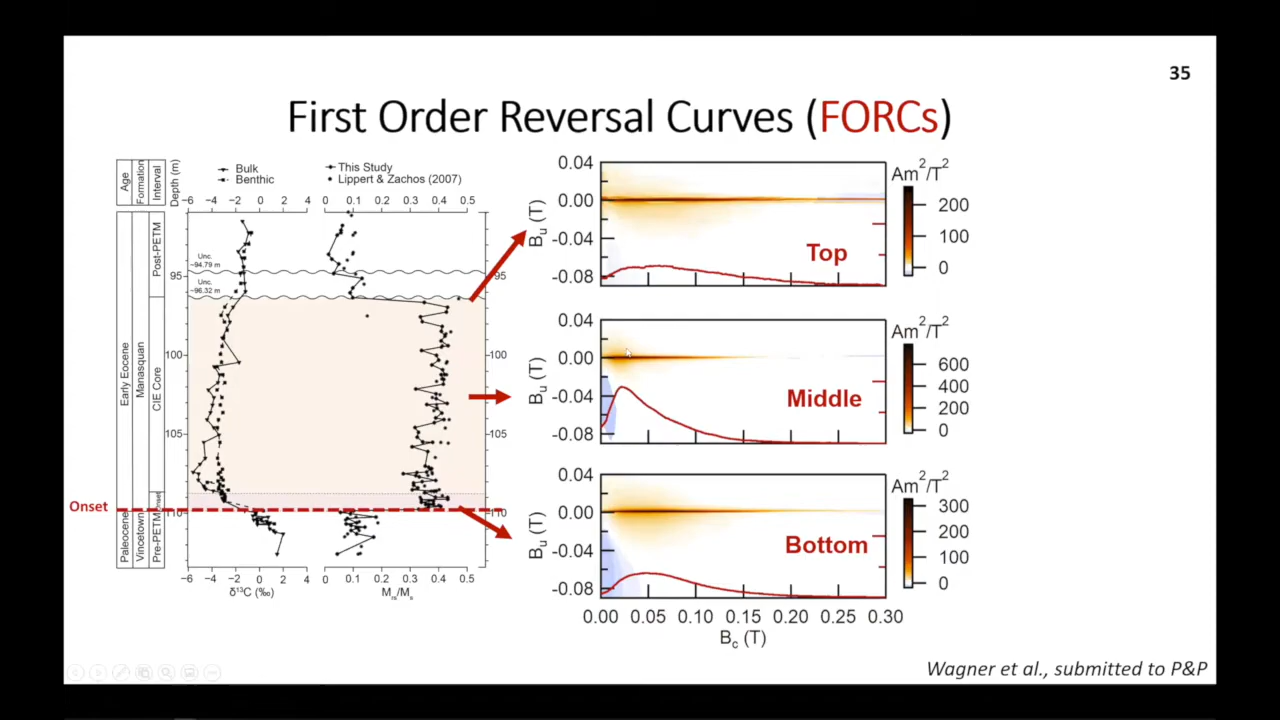 35
First Order Reversal Curves (FORCs)
Age
Formation
Interval
Depth (m)
Bulk
Benthic
This Study
Lippert & Zachos (2007)
−6 −4 −2 0 2 4
0 0.1 0.2 0.3 0.4 0.5
Early Eocene
Paleocene
Manasquan
Vincetown
Post-PETM
CIE Core
Onset
Pre-PETM
Unc.
~94.79 m
95
Unc.
~96.32 m
100
105
110
95
100
105
110
Onset
−6 −4 −2 0 2 4
δ¹³C (‰)
0 0.1 0.2 0.3 0.4 0.5
Mrs/Ms
0.04
0.00
-0.04
-0.08
Bu (T)
Top
Am²/T²
200
100
0
0.04
0.00
-0.04
-0.08
Bu (T)
Middle
Am²/T²
600
400
200
0
0.04
0.00
-0.04
-0.08
Bu (T)
Bottom
Am²/T²
300
200
100
0
0.00 0.05 0.10 0.15 0.20 0.25 0.30
Bc (T)
Wagner et al., submitted to P&P